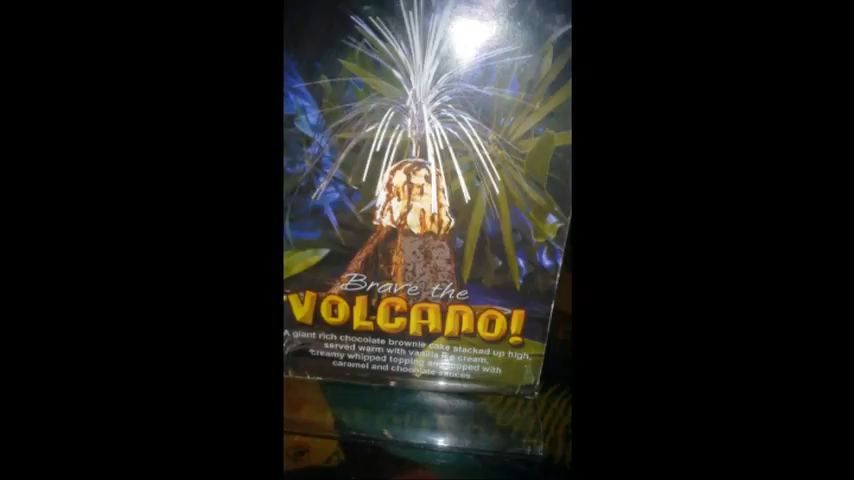 Brave the
VOLCANO!
A giant rich chocolate brownie cake stacked up high,
served warm with vanilla ice cream,
creamy whipped topping and topped with
caramel and chocolate sauces.